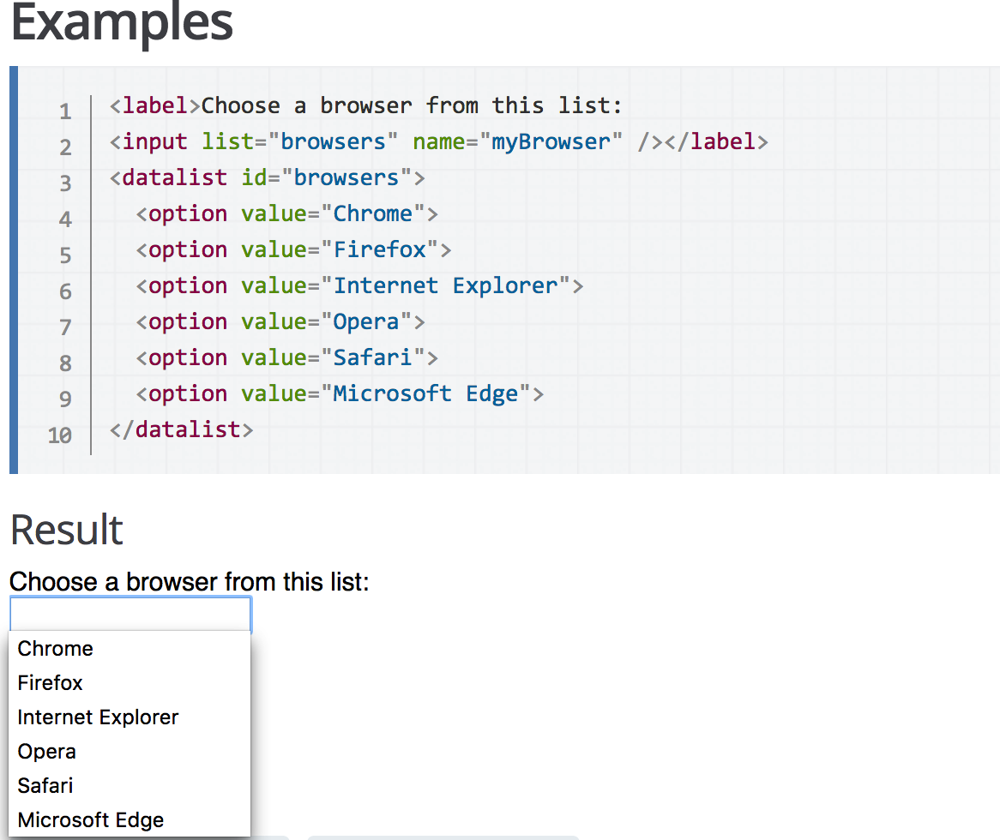 Examples
1 <label>Choose a browser from this list:
2 <input list="browsers" name="myBrowser" /></label>
3 <datalist id="browsers">
4   <option value="Chrome">
5   <option value="Firefox">
6   <option value="Internet Explorer">
7   <option value="Opera">
8   <option value="Safari">
9   <option value="Microsoft Edge">
10 </datalist>
Result
Choose a browser from this list:
Chrome
Firefox
Internet Explorer
Opera
Safari
Microsoft Edge